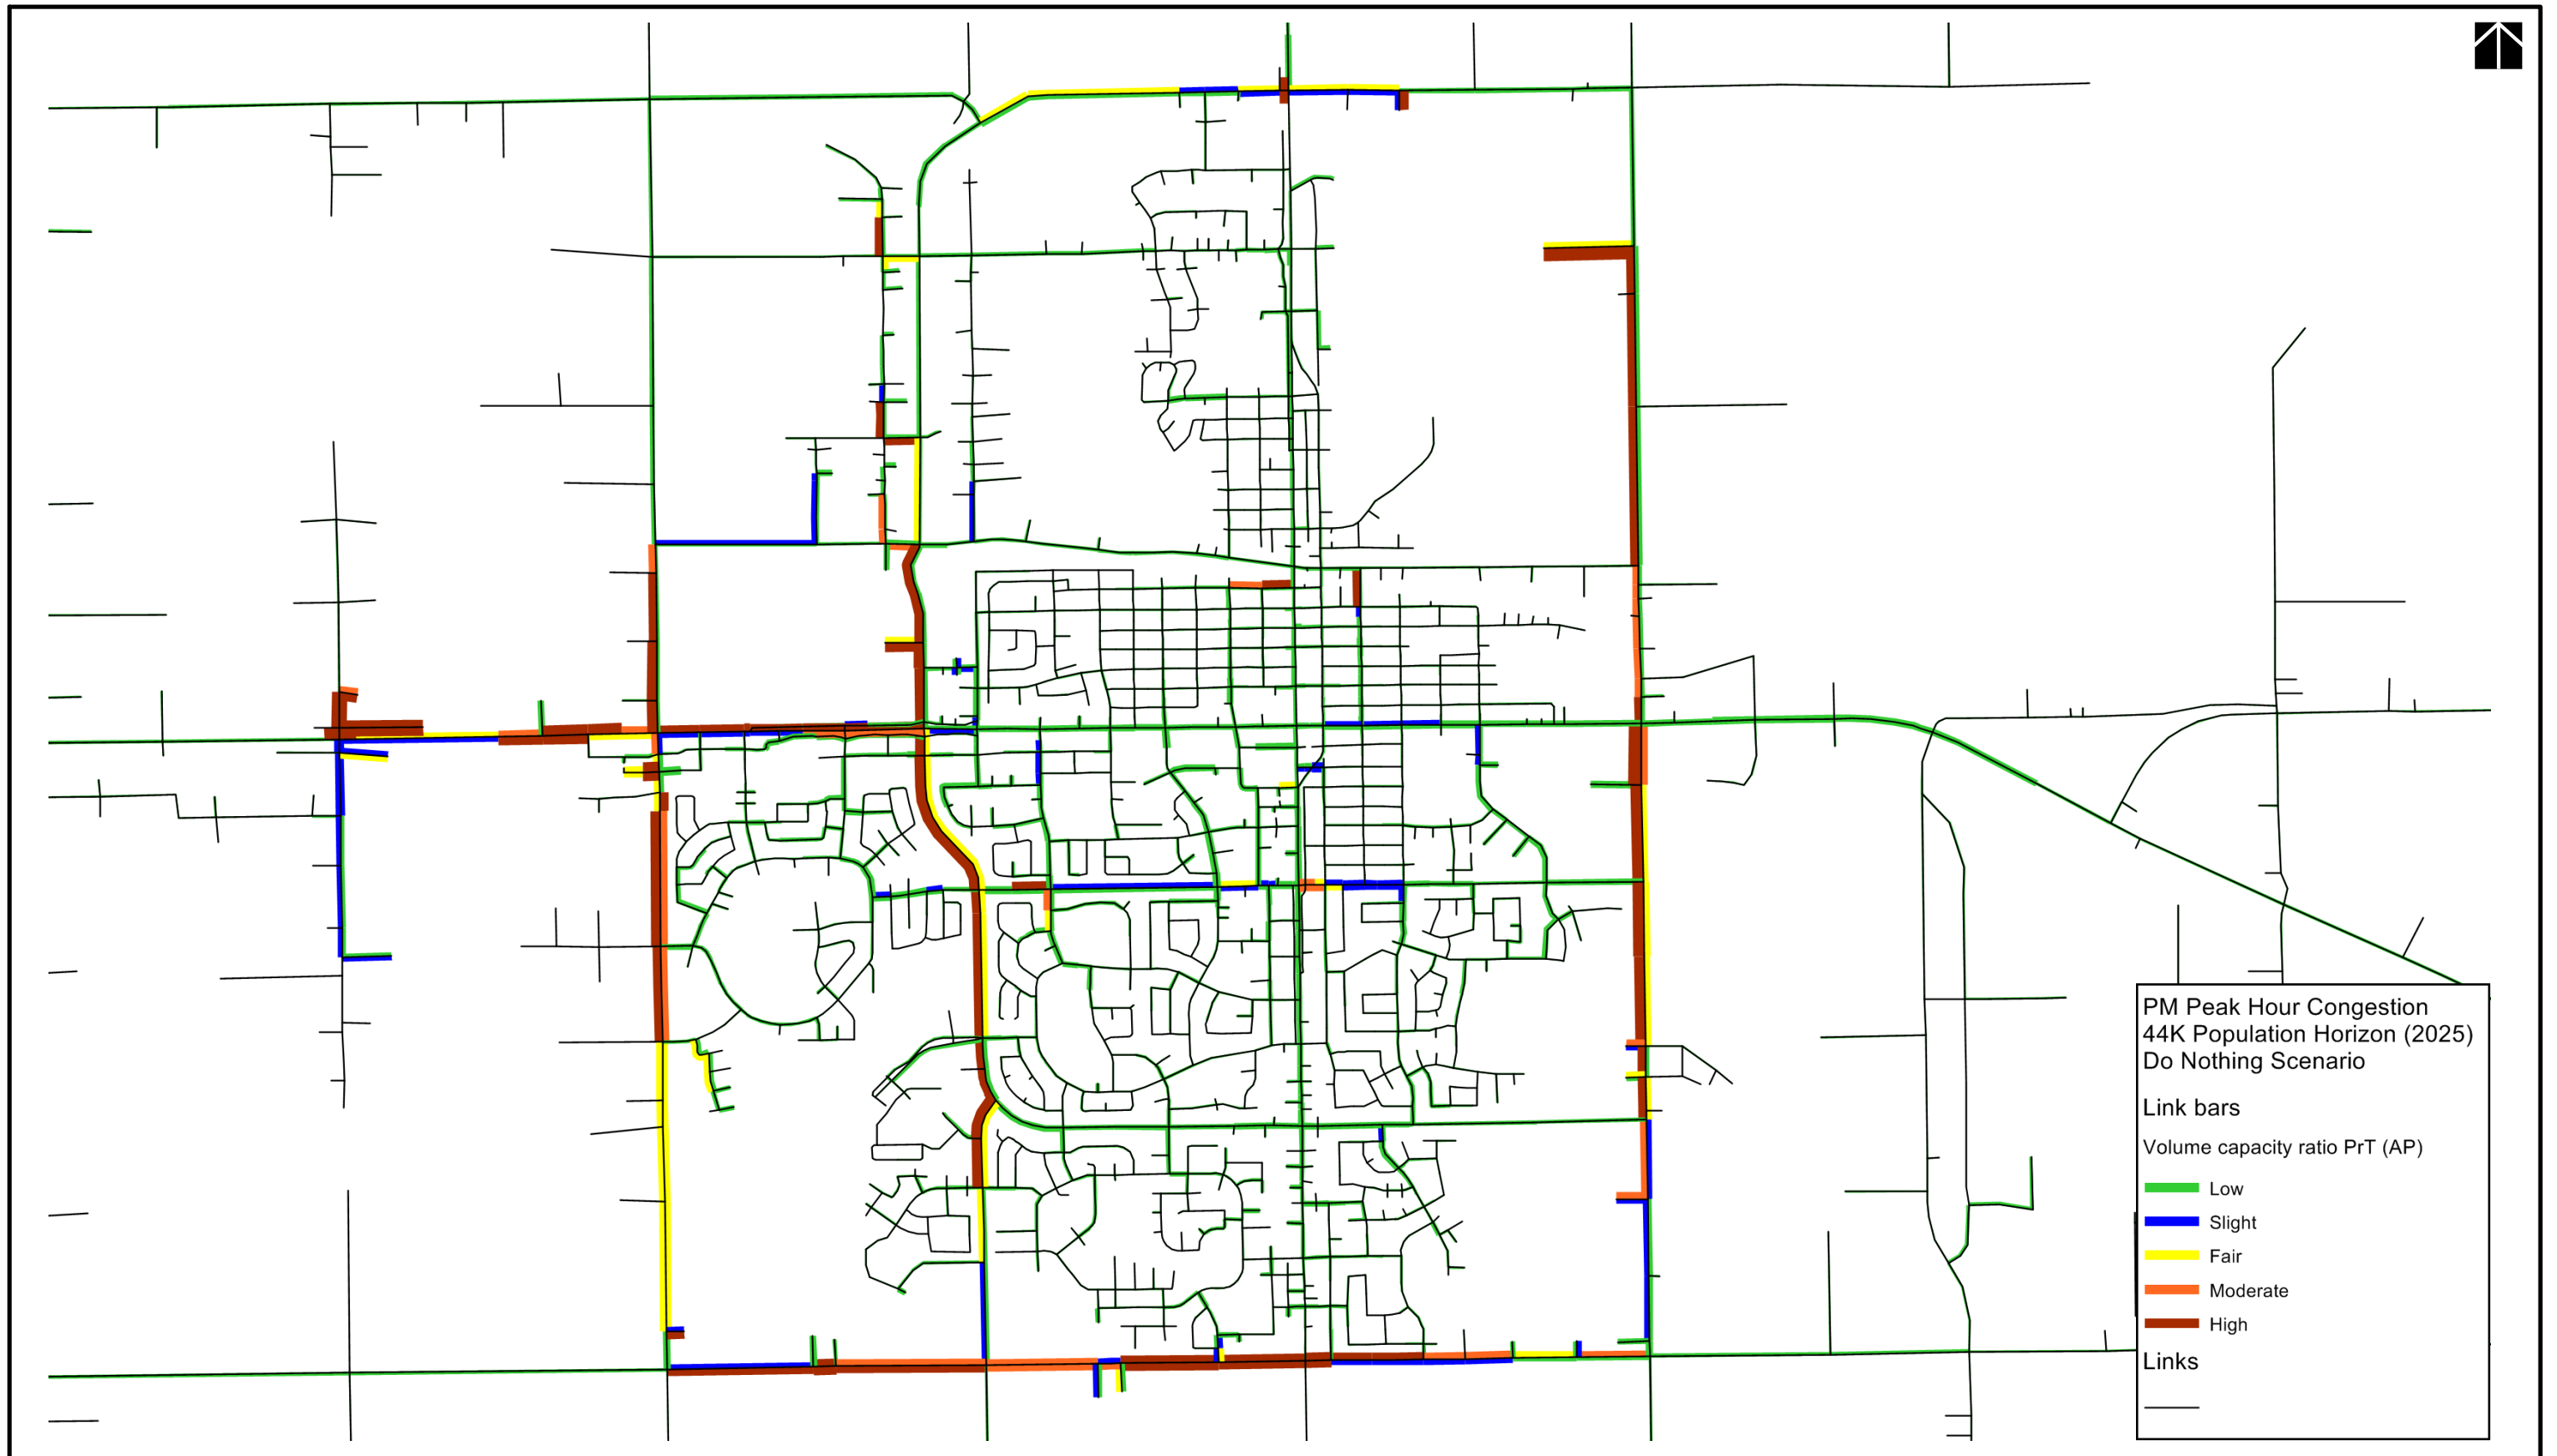 PM Peak Hour Congestion
44K Population Horizon (2025)
Do Nothing Scenario
Link bars
Volume capacity ratio PrT (AP)
Low
Slight
Fair
Moderate
High
Links